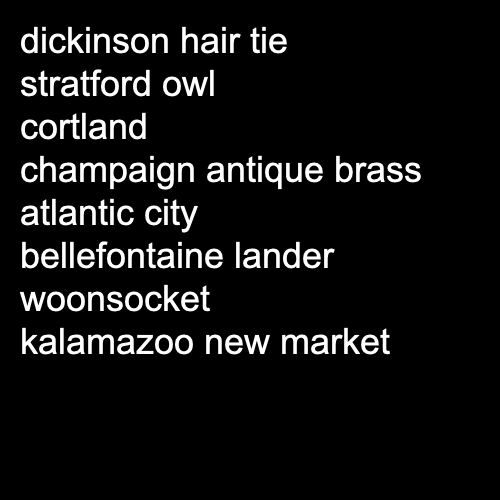 dickinson hair tie
stratford owl
cortland
champaign antique brass
atlantic city
bellefontaine lander
woonsocket
kalamazoo new market